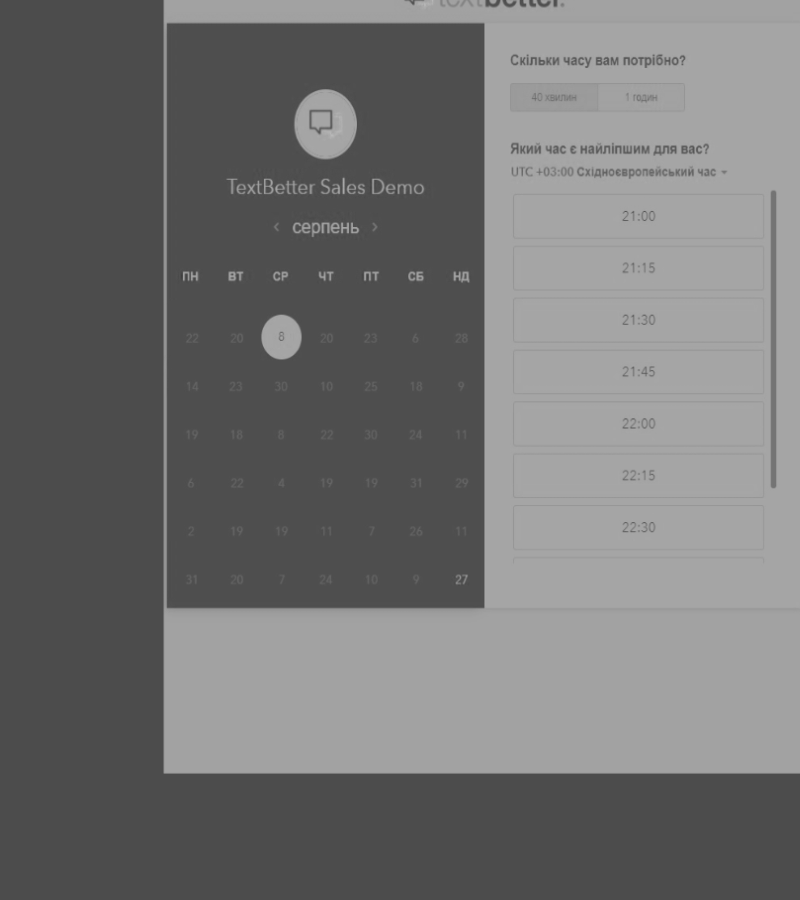 textbetter.
TextBetter Sales Demo
‹ серпень ›
ПН ВТ СР ЧТ ПТ СБ НД
22 20 8 20 23 6 28
14 23 30 10 25 18 9
19 18 8 22 30 24 11
6 22 4 19 19 31 29
2 19 19 11 7 26 11
31 20 7 24 10 9 27
Скільки часу вам потрібно?
40 хвилин 1 годин
Який час є найліпшим для вас?
UTC +03:00 Східноєвропейський час
21:00
21:15
21:30
21:45
22:00
22:15
22:30